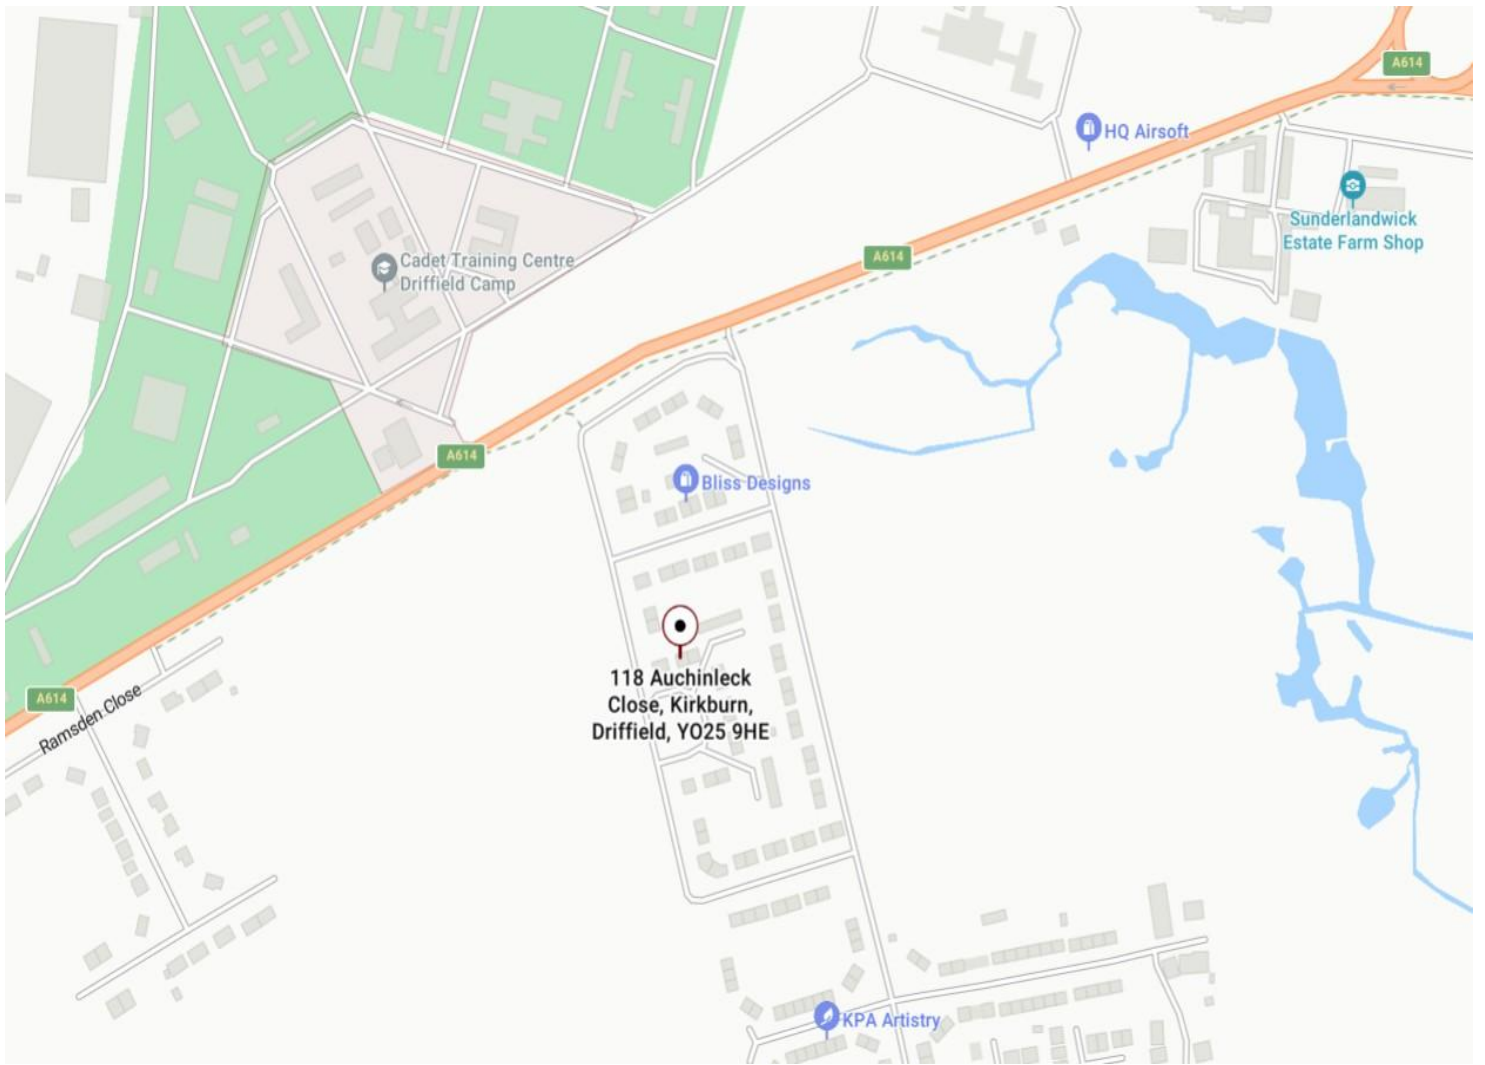 A614
HQ Airsoft
Sunderlandwick
Estate Farm Shop
A614
Cadet Training Centre
Driffield Camp
A614
Bliss Designs
118 Auchinleck
Close, Kirkburn,
Driffield, YO25 9HE
A614
Ramsden Close
KPA Artistry